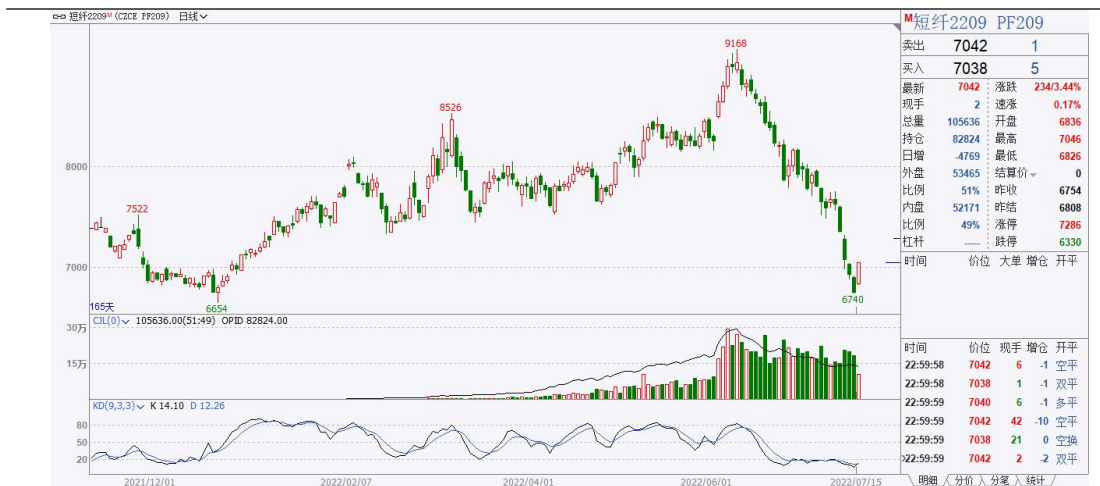 短纤2209M (CZCE PF209) 日线
9168
8526
8000
7522
7000
6654
6740
165天
CJL(0) 105636.00(51:49) OPID 82824.00
30万
15万
KD(9,3,3) K 14.10 D 12.26
80
50
20
2021/12/01 2022/02/07 2022/04/01 2022/06/01 2022/07/15
M短纤2209 PF209
卖出 7042 1
买入 7038 5
最新 7042 涨跌 234/3.44%
现手 2 速涨 0.17%
总量 105636 开盘 6836
持仓 82824 最高 7046
日增 -4769 最低 6826
外盘 53465 结算价 0
比例 51% 昨收 6754
内盘 52171 昨结 6808
比例 49% 涨停 7286
杠杆 ----- 跌停 6330
时间 价位 大单 增仓 开平
时间 价位 现手 增仓 开平
22:59:58 7042 6 -1 空平
22:59:58 7038 1 -1 双平
22:59:59 7040 6 -1 多平
22:59:59 7042 42 -10 空平
22:59:59 7038 21 0 空换
22:59:59 7042 2 -2 双平
明细 分价 分笔 统计